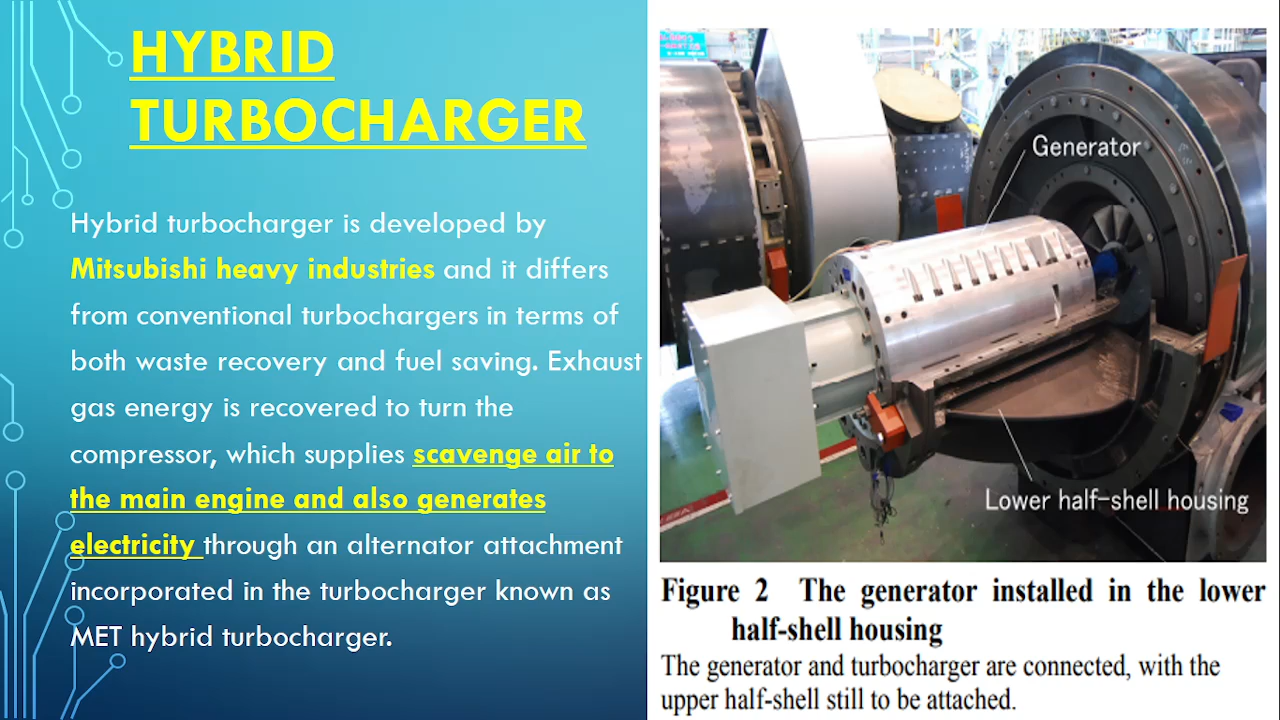 HYBRID
TURBOCHARGER
Hybrid turbocharger is developed by
Mitsubishi heavy industries and it differs
from conventional turbochargers in terms of
both waste recovery and fuel saving. Exhaust
gas energy is recovered to turn the
compressor, which supplies scavenge air to
the main engine and also generates
electricity through an alternator attachment
incorporated in the turbocharger known as
MET hybrid turbocharger.
Generator
Lower half-shell housing
Figure 2 The generator installed in the lower
half-shell housing
The generator and turbocharger are connected, with the
upper half-shell still to be attached.